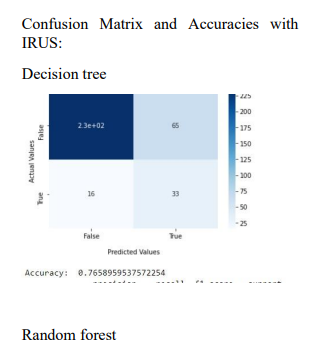 Confusion Matrix and Accuracies with
IRUS:
Decision tree
225
200
175
150
125
100
75
50
25
Actual Values
False
True
2.3e+02
65
16
33
False
True
Predicted Values
Accuracy: 0.7658959537572254
Random forest